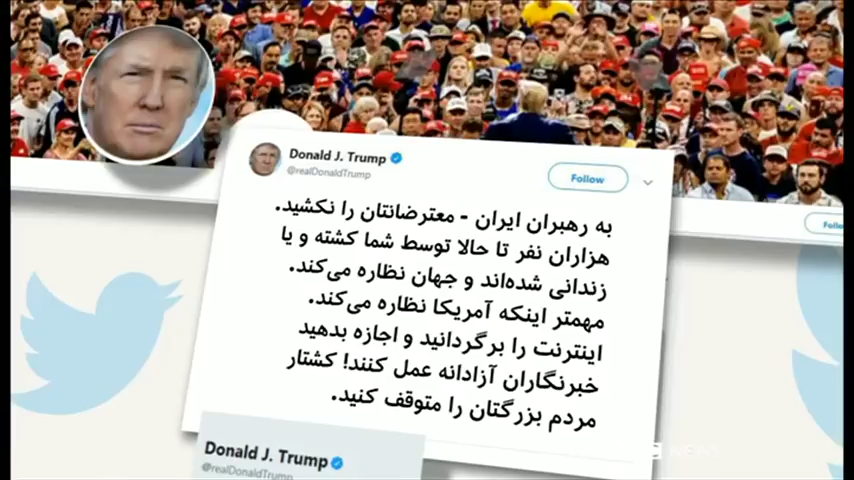 Donald J. Trump
@realDonaldTrump
Follow
به رهبران ایران - معترضانتان را نکشید.
هزاران نفر تا حالا توسط شما کشته و یا
زندانی شده‌اند و جهان نظاره می‌کند.
مهمتر اینکه آمریکا نظاره می‌کند.
اینترنت را برگردانید و اجازه بدهید
خبرنگاران آزادانه عمل کنند! کشتار
مردم بزرگتان را متوقف کنید.
Donald J. Trump
@realDonaldTrump
NEWS